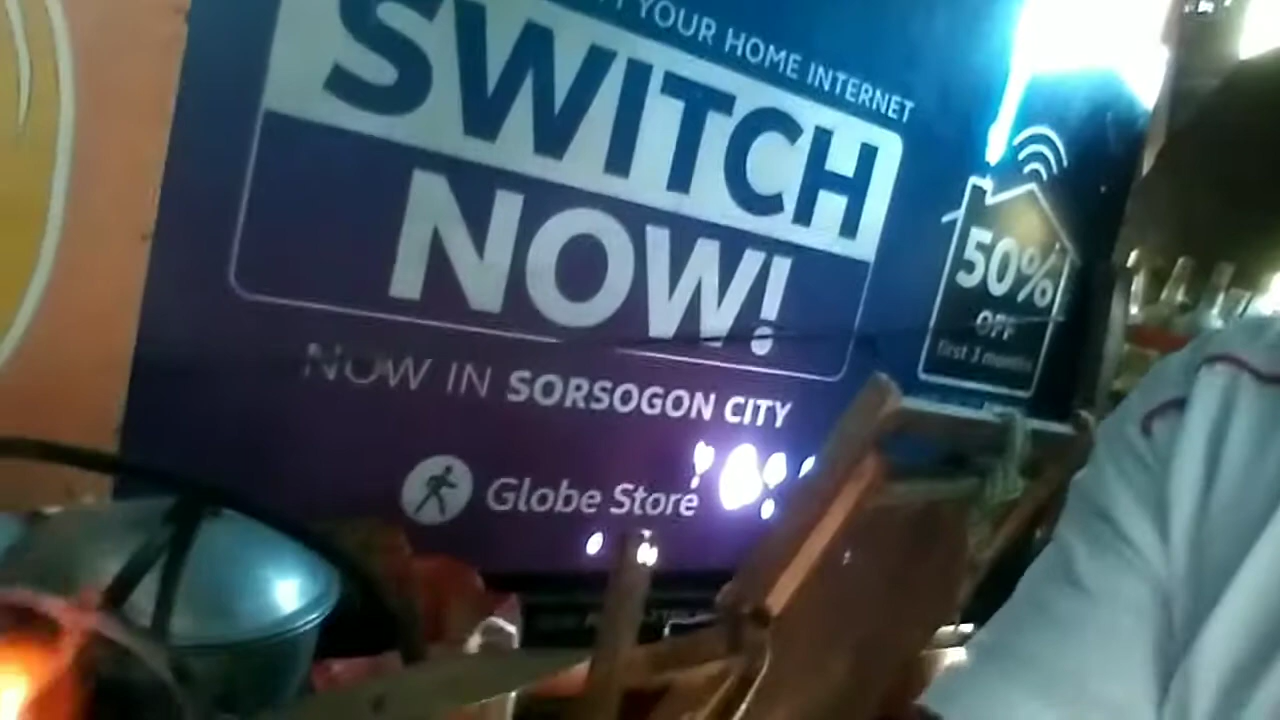 YOUR HOME INTERNET
SWITCH
NOW!
NOW IN SORSOGON CITY
Globe Store
50%
OFF
first 3 months